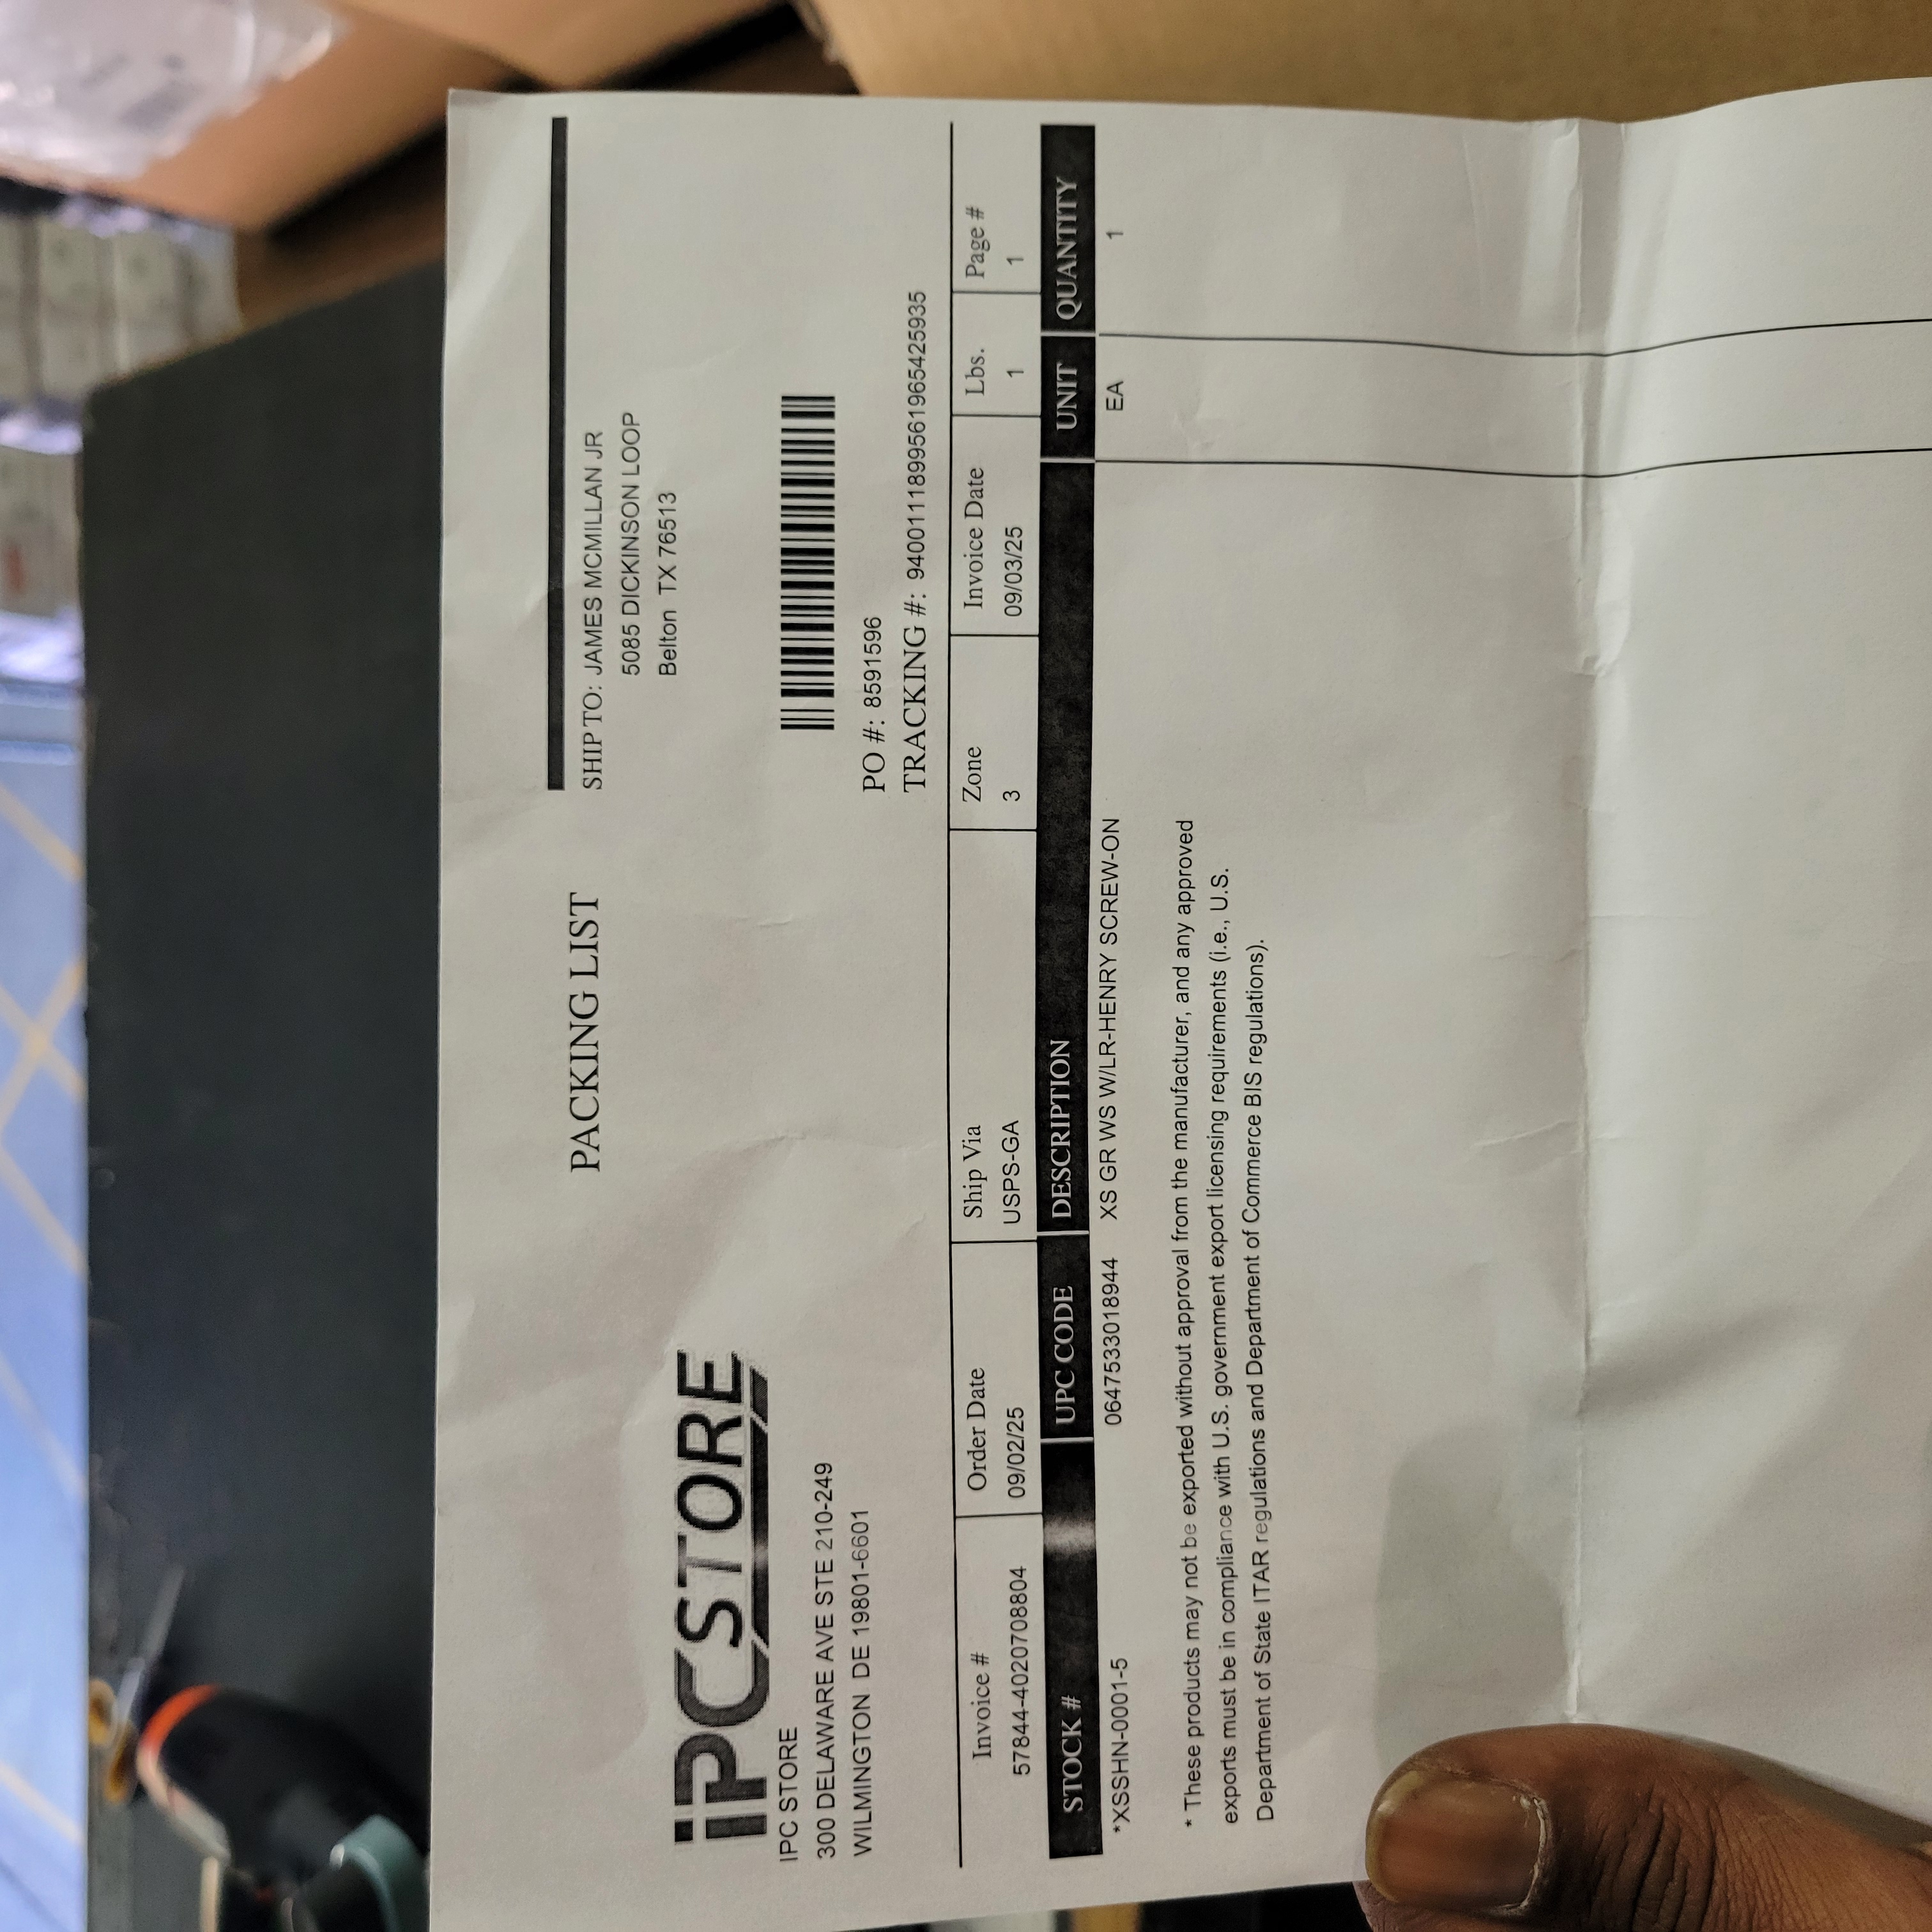 PACKING LIST
iPCSTORE
IPC STORE
300 DELAWARE AVE STE 210-249
WILMINGTON DE 19801-6601
SHIP TO: JAMES MCMILLAN JR
5085 DICKINSON LOOP
Belton TX 76513
PO #: 8591596
TRACKING #: 9400111899561965425935
Invoice # Order Date Ship Via Zone Invoice Date Lbs. Page #
57844-4020708804 09/02/25 USPS-GA 3 09/03/25 1 1
STOCK # UPC CODE DESCRIPTION UNIT QUANTITY
*XSSHN-0001-5 0647533018944 XS GR WS W/LR-HENRY SCREW-ON EA 1
* These products may not be exported without approval from the manufacturer, and any approved
exports must be in compliance with U.S. government export licensing requirements (i.e., U.S.
Department of State ITAR regulations and Department of Commerce BIS regulations).